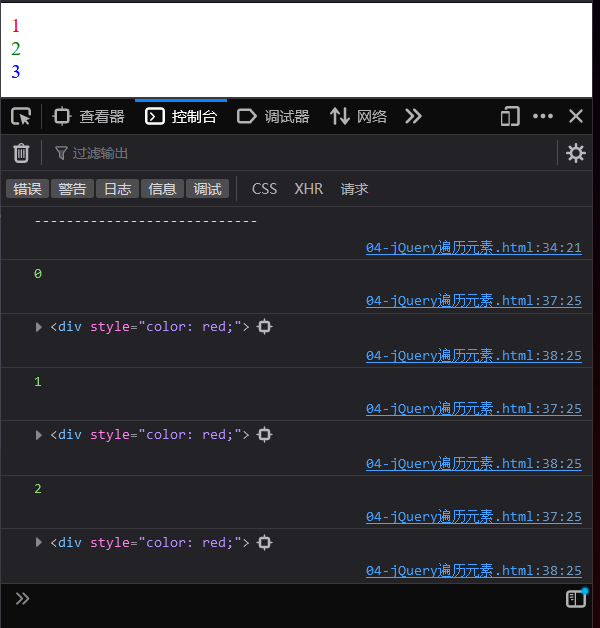 1
2
3
查看器 控制台 调试器 网络
过滤输出
错误 警告 日志 信息 调试 CSS XHR 请求
----------------------------
04-jQuery遍历元素.html:34:21
0
04-jQuery遍历元素.html:37:25
<div style="color: red;">
04-jQuery遍历元素.html:38:25
1
04-jQuery遍历元素.html:37:25
<div style="color: red;">
04-jQuery遍历元素.html:38:25
2
04-jQuery遍历元素.html:37:25
<div style="color: red;">
04-jQuery遍历元素.html:38:25